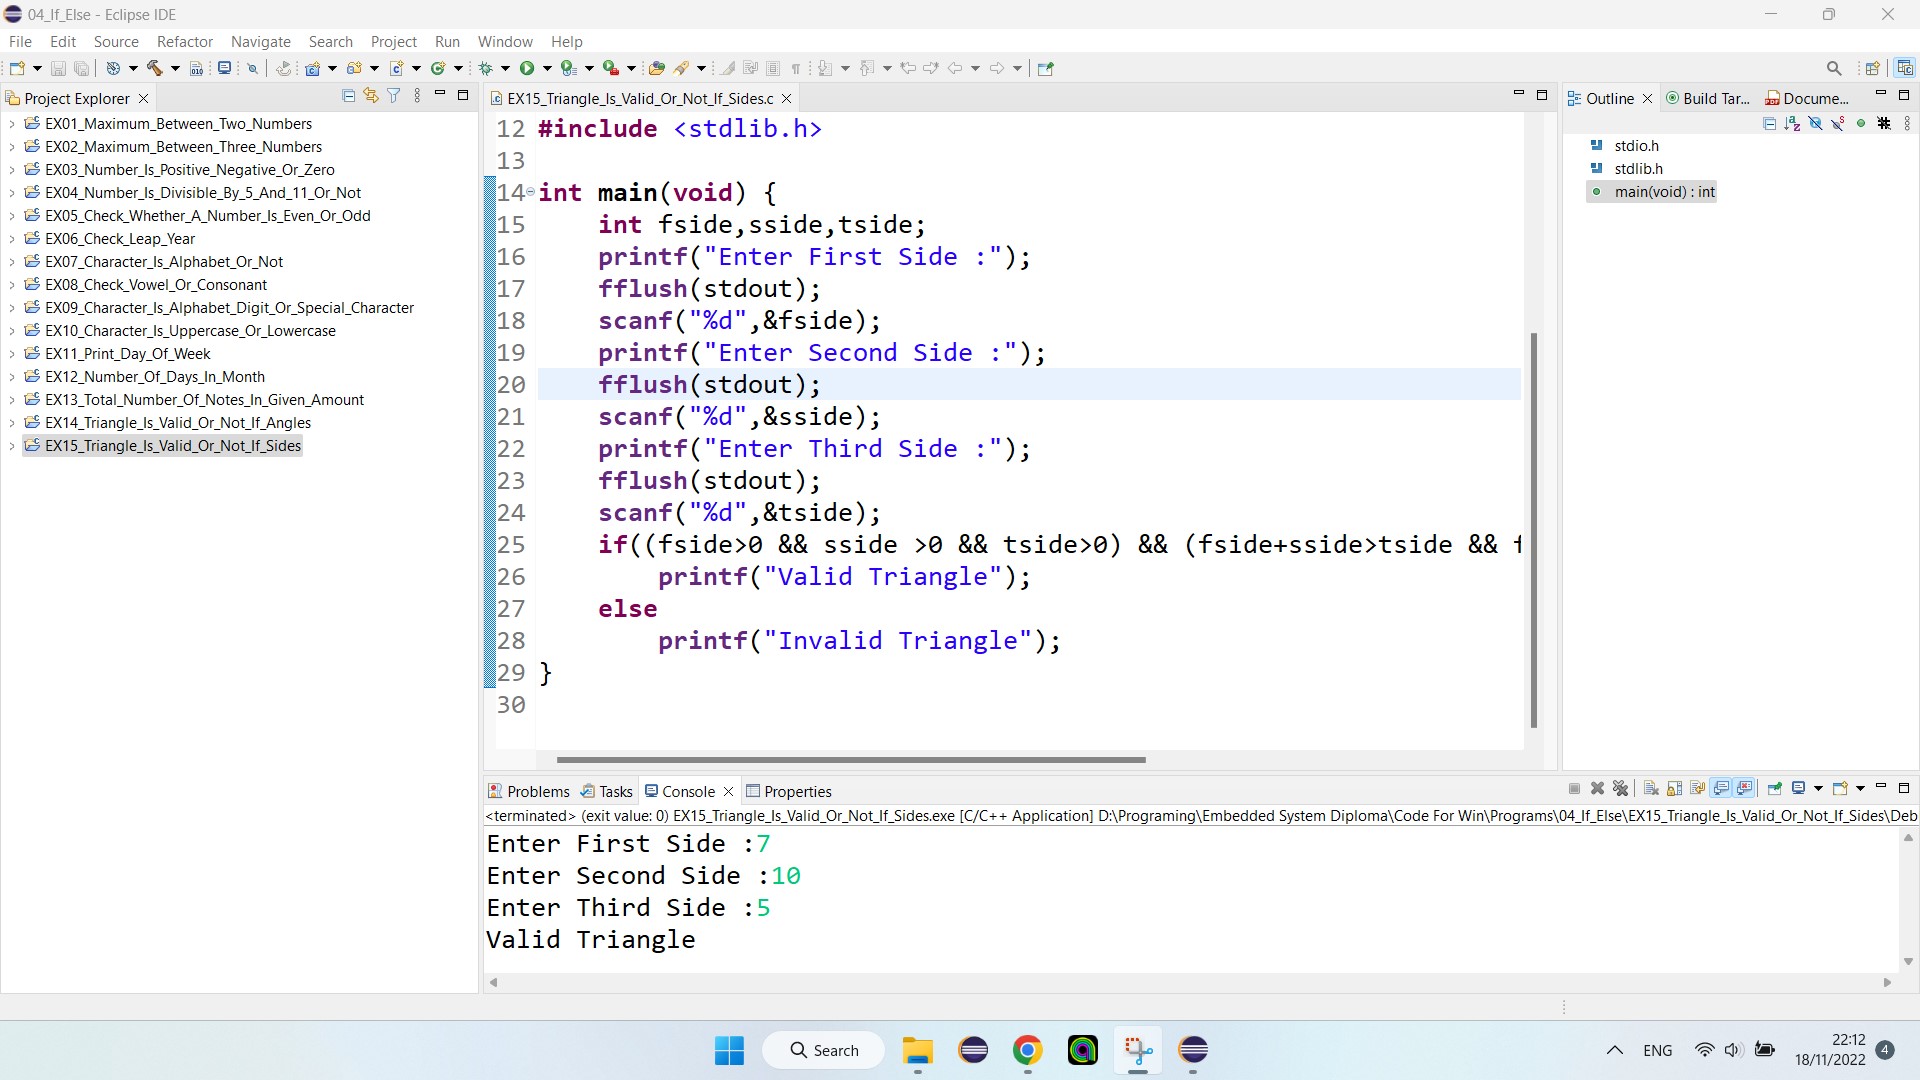 04_If_Else - Eclipse IDE
File Edit Source Refactor Navigate Search Project Run Window Help
Project Explorer
EX01_Maximum_Between_Two_Numbers
EX02_Maximum_Between_Three_Numbers
EX03_Number_Is_Positive_Negative_Or_Zero
EX04_Number_Is_Divisible_By_5_And_11_Or_Not
EX05_Check_Whether_A_Number_Is_Even_Or_Odd
EX06_Check_Leap_Year
EX07_Character_Is_Alphabet_Or_Not
EX08_Check_Vowel_Or_Consonant
EX09_Character_Is_Alphabet_Digit_Or_Special_Character
EX10_Character_Is_Uppercase_Or_Lowercase
EX11_Print_Day_Of_Week
EX12_Number_Of_Days_In_Month
EX13_Total_Number_Of_Notes_In_Given_Amount
EX14_Triangle_Is_Valid_Or_Not_If_Angles
EX15_Triangle_Is_Valid_Or_Not_If_Sides
EX15_Triangle_Is_Valid_Or_Not_If_Sides.c
12 #include <stdlib.h>
13
14 int main(void) {
15 int fside,sside,tside;
16 printf("Enter First Side :");
17 fflush(stdout);
18 scanf("%d",&fside);
19 printf("Enter Second Side :");
20 fflush(stdout);
21 scanf("%d",&sside);
22 printf("Enter Third Side :");
23 fflush(stdout);
24 scanf("%d",&tside);
25 if((fside>0 && sside >0 && tside>0) && (fside+sside>tside && f
26 printf("Valid Triangle");
27 else
28 printf("Invalid Triangle");
29 }
30
Outline Build Tar... Docume...
stdio.h
stdlib.h
main(void) : int
Problems Tasks Console Properties
<terminated> (exit value: 0) EX15_Triangle_Is_Valid_Or_Not_If_Sides.exe [C/C++ Application] D:\Programing\Embedded System Diploma\Code For Win\Programs\04_If_Else\EX15_Triangle_Is_Valid_Or_Not_If_Sides\Deb
Enter First Side :7
Enter Second Side :10
Enter Third Side :5
Valid Triangle
Search
ENG
22:12
18/11/2022
4